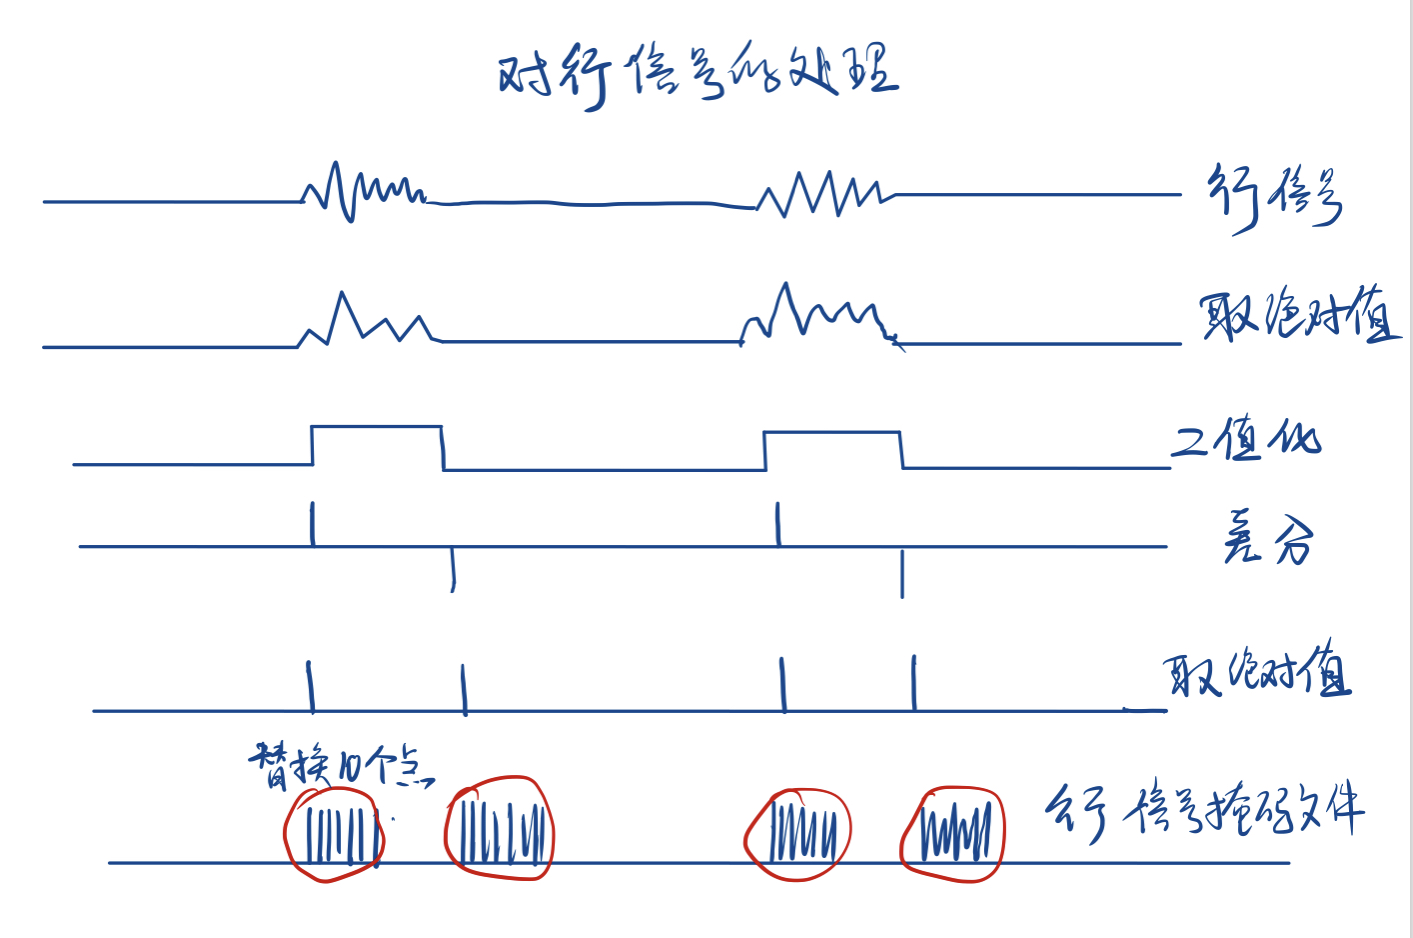 对行信号的处理
行信号
取绝对值
2值化
差分
取绝对值
替换10个点
行信号掩码文件